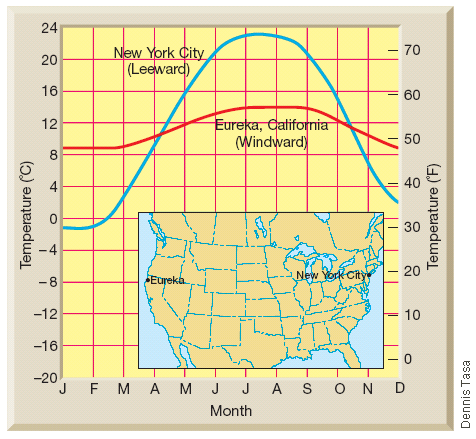 24
20
16
12
8
4
0
−4
−8
−12
−16
−20
Temperature (°C)
New York City
(Leeward)
Eureka, California
(Windward)
70
60
50
40
30
20
10
0
Temperature (°F)
Eureka
New York City
J F M A M J J A S O N D
Month
Dennis Tasa